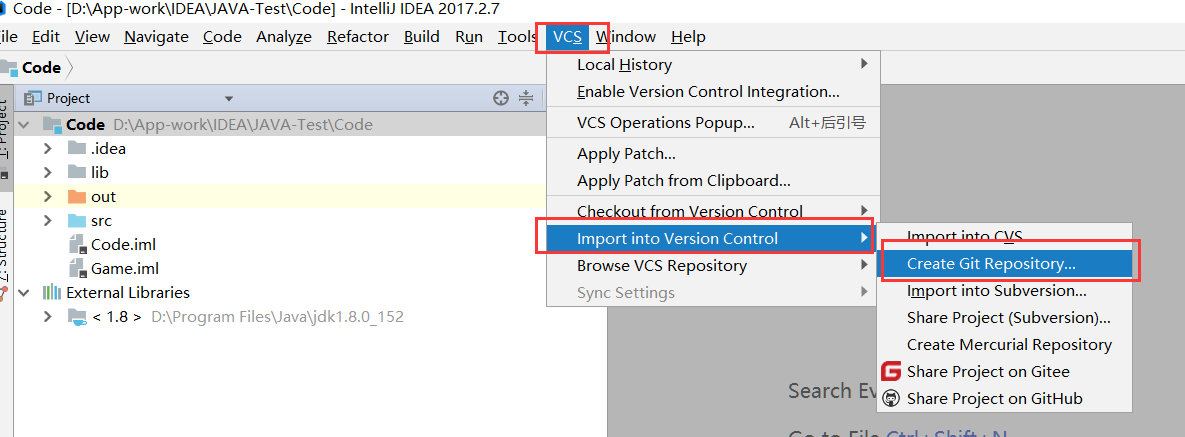 Code - [D:\App-work\IDEA\JAVA-Test\Code] - IntelliJ IDEA 2017.2.7
ile Edit View Navigate Code Analyze Refactor Build Run Tools VCS Window Help
Code
Project
1: Project
Code D:\App-work\IDEA\JAVA-Test\Code
.idea
lib
out
src
Code.iml
Game.iml
External Libraries
< 1.8 > D:\Program Files\Java\jdk1.8.0_152
Z: Structure
Local History
Enable Version Control Integration...
VCS Operations Popup... Alt+后引号
Apply Patch...
Apply Patch from Clipboard...
Checkout from Version Control
Import into Version Control
Browse VCS Repository
Sync Settings
Import into CVS
Create Git Repository...
Import into Subversion...
Share Project (Subversion)...
Create Mercurial Repository
Share Project on Gitee
Share Project on GitHub
Search Ev
Go to File Ctrl+Shift+N